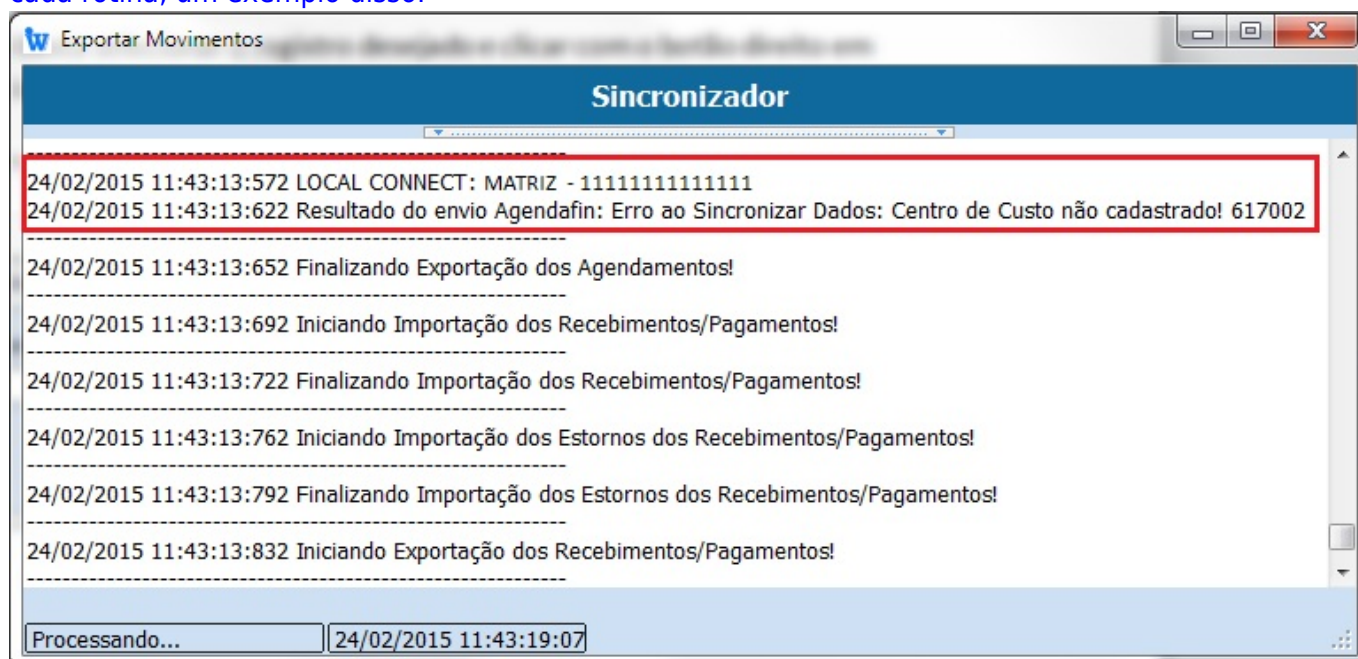 cada rotina, um exemplo disso:
Exportar Movimentos
Sincronizador
------------------------------------------------------------
24/02/2015 11:43:13:572 LOCAL CONNECT: MATRIZ - 11111111111111
24/02/2015 11:43:13:622 Resultado do envio Agendafin: Erro ao Sincronizar Dados: Centro de Custo não cadastrado! 617002
------------------------------------------------------------
24/02/2015 11:43:13:652 Finalizando Exportação dos Agendamentos!
------------------------------------------------------------
24/02/2015 11:43:13:692 Iniciando Importação dos Recebimentos/Pagamentos!
------------------------------------------------------------
24/02/2015 11:43:13:722 Finalizando Importação dos Recebimentos/Pagamentos!
------------------------------------------------------------
24/02/2015 11:43:13:762 Iniciando Importação dos Estornos dos Recebimentos/Pagamentos!
------------------------------------------------------------
24/02/2015 11:43:13:792 Finalizando Importação dos Estornos dos Recebimentos/Pagamentos!
------------------------------------------------------------
24/02/2015 11:43:13:832 Iniciando Exportação dos Recebimentos/Pagamentos!
------------------------------------------------------------
Processando... 24/02/2015 11:43:19:07